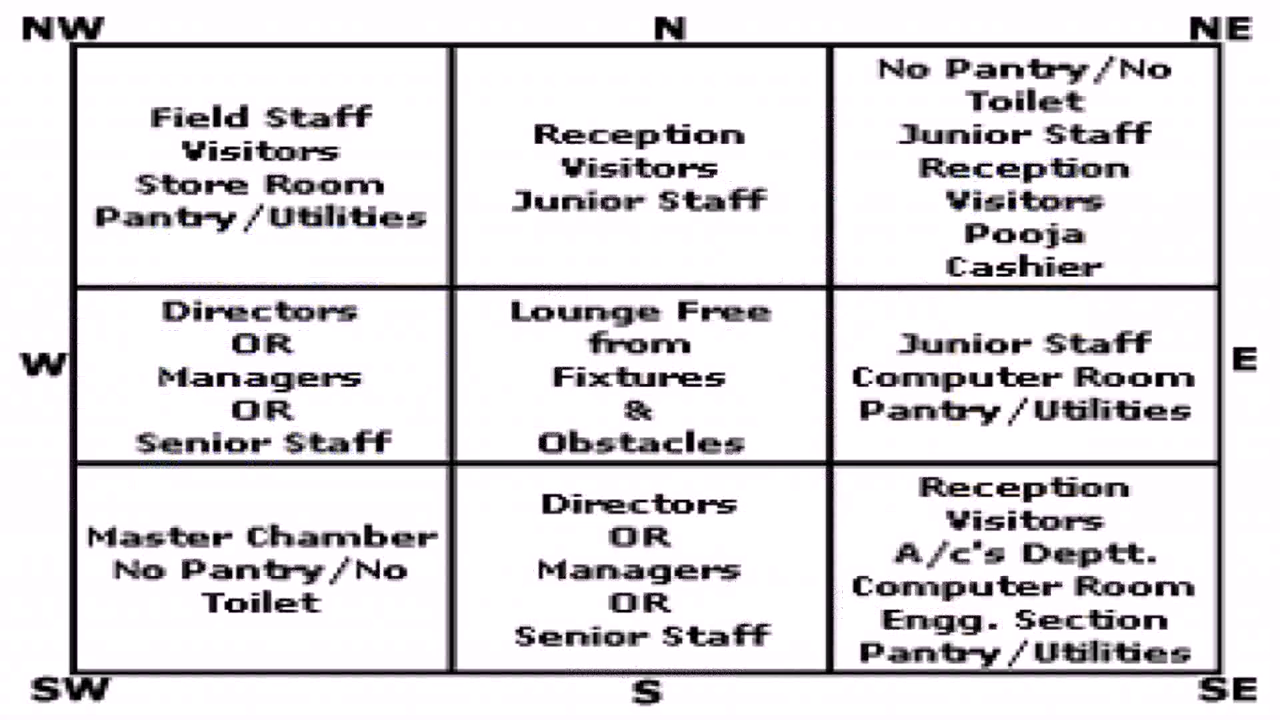 NW
N
NE
Field Staff
Visitors
Store Room
Pantry/Utilities
Reception
Visitors
Junior Staff
No Pantry/No
Toilet
Junior Staff
Reception
Visitors
Pooja
Cashier
W
Directors
OR
Managers
OR
Senior Staff
Lounge Free
from
Fixtures
&
Obstacles
Junior Staff
Computer Room
Pantry/Utilities
E
Master Chamber
No Pantry/No
Toilet
Directors
OR
Managers
OR
Senior Staff
Reception
Visitors
A/c's Deptt.
Computer Room
Engg. Section
Pantry/Utilities
SW
S
SE